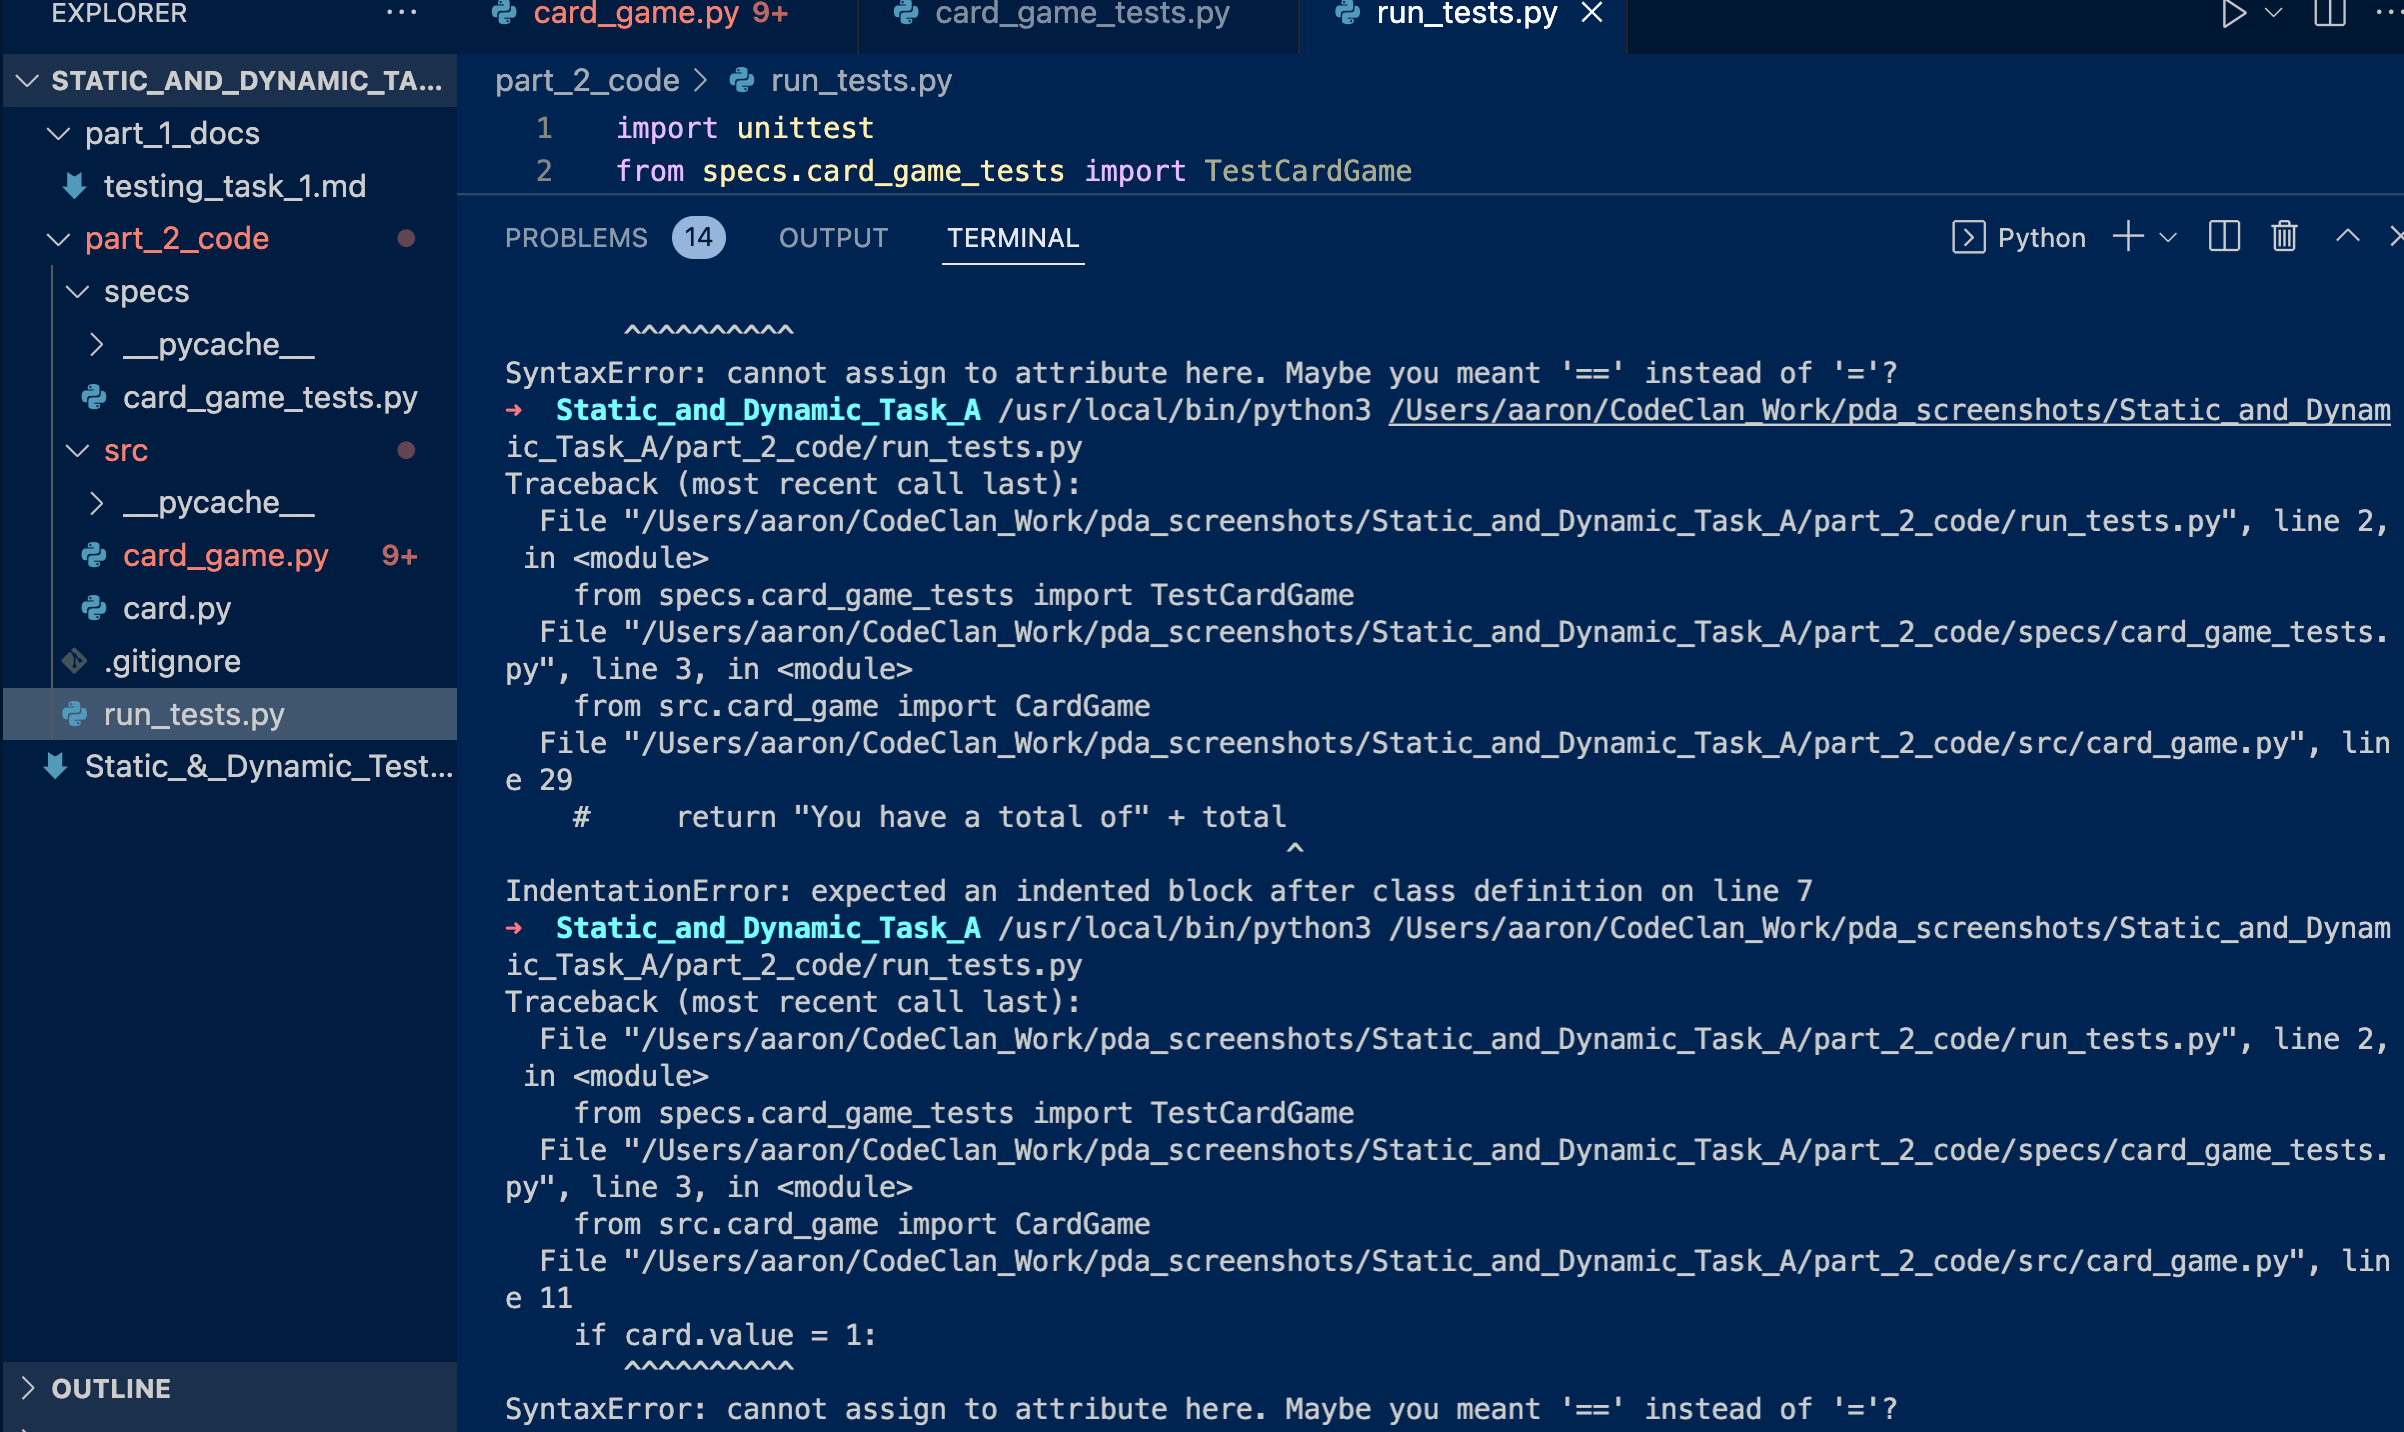 EXPLORER ...
card_game.py 9+
card_game_tests.py
run_tests.py
STATIC_AND_DYNAMIC_TA...
part_1_docs
testing_task_1.md
part_2_code
specs
__pycache__
card_game_tests.py
src
__pycache__
card_game.py 9+
card.py
.gitignore
run_tests.py
Static_&_Dynamic_Test...
OUTLINE
part_2_code > run_tests.py
1 import unittest
2 from specs.card_game_tests import TestCardGame
PROBLEMS 14 OUTPUT TERMINAL
Python
^^^^^^^^^^
SyntaxError: cannot assign to attribute here. Maybe you meant '==' instead of '='?
➜ Static_and_Dynamic_Task_A /usr/local/bin/python3 /Users/aaron/CodeClan_Work/pda_screenshots/Static_and_Dynam
ic_Task_A/part_2_code/run_tests.py
Traceback (most recent call last):
File "/Users/aaron/CodeClan_Work/pda_screenshots/Static_and_Dynamic_Task_A/part_2_code/run_tests.py", line 2,
in <module>
from specs.card_game_tests import TestCardGame
File "/Users/aaron/CodeClan_Work/pda_screenshots/Static_and_Dynamic_Task_A/part_2_code/specs/card_game_tests.
py", line 3, in <module>
from src.card_game import CardGame
File "/Users/aaron/CodeClan_Work/pda_screenshots/Static_and_Dynamic_Task_A/part_2_code/src/card_game.py", lin
e 29
#     return "You have a total of" + total
^
IndentationError: expected an indented block after class definition on line 7
➜ Static_and_Dynamic_Task_A /usr/local/bin/python3 /Users/aaron/CodeClan_Work/pda_screenshots/Static_and_Dynam
ic_Task_A/part_2_code/run_tests.py
Traceback (most recent call last):
File "/Users/aaron/CodeClan_Work/pda_screenshots/Static_and_Dynamic_Task_A/part_2_code/run_tests.py", line 2,
in <module>
from specs.card_game_tests import TestCardGame
File "/Users/aaron/CodeClan_Work/pda_screenshots/Static_and_Dynamic_Task_A/part_2_code/specs/card_game_tests.
py", line 3, in <module>
from src.card_game import CardGame
File "/Users/aaron/CodeClan_Work/pda_screenshots/Static_and_Dynamic_Task_A/part_2_code/src/card_game.py", lin
e 11
if card.value = 1:
^^^^^^^^^^
SyntaxError: cannot assign to attribute here. Maybe you meant '==' instead of '='?